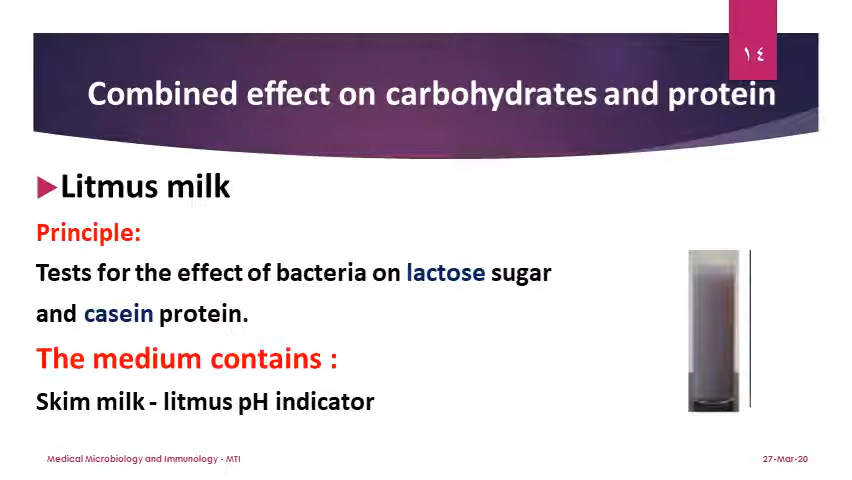 ١٤
Combined effect on carbohydrates and protein
Litmus milk
Principle:
Tests for the effect of bacteria on lactose sugar
and casein protein.
The medium contains :
Skim milk - litmus pH indicator
Medical Microbiology and Immunology - MTI
27-Mar-20